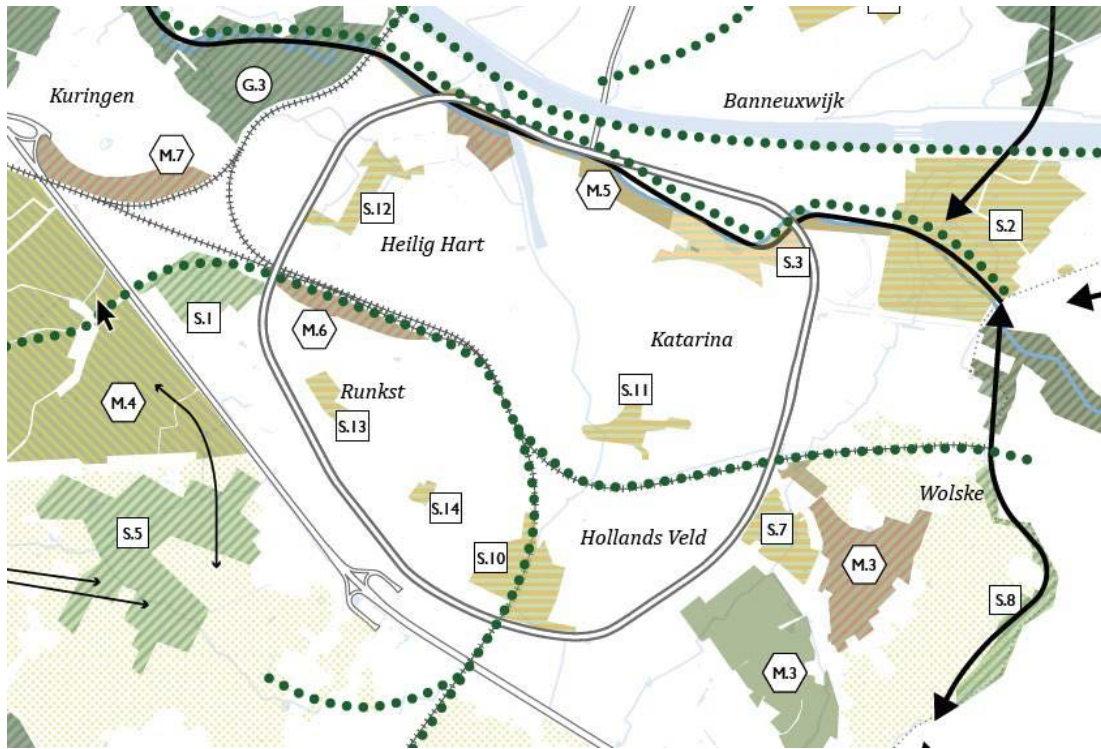 Kuringen
G.3
Banneuxwijk
M.7
M.5
S.12
S.2
Heilig Hart
S.3
S.1
M.6
Katarina
Runkst
S.11
M.4
S.13
Wolske
S.14
S.5
S.10
Hollands Veld
S.7
M.3
S.8
M.3